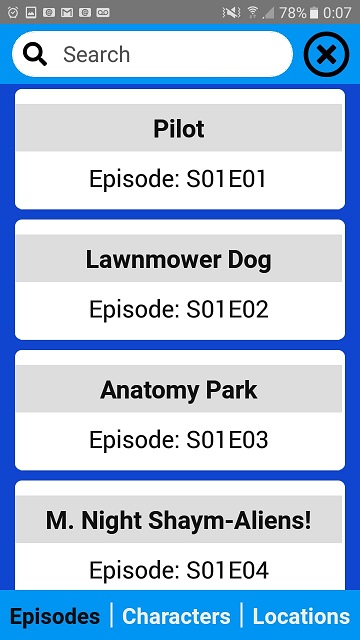 78% 0:07
Search
Pilot
Episode: S01E01
Lawnmower Dog
Episode: S01E02
Anatomy Park
Episode: S01E03
M. Night Shaym-Aliens!
Episode: S01E04
Episodes | Characters | Locations